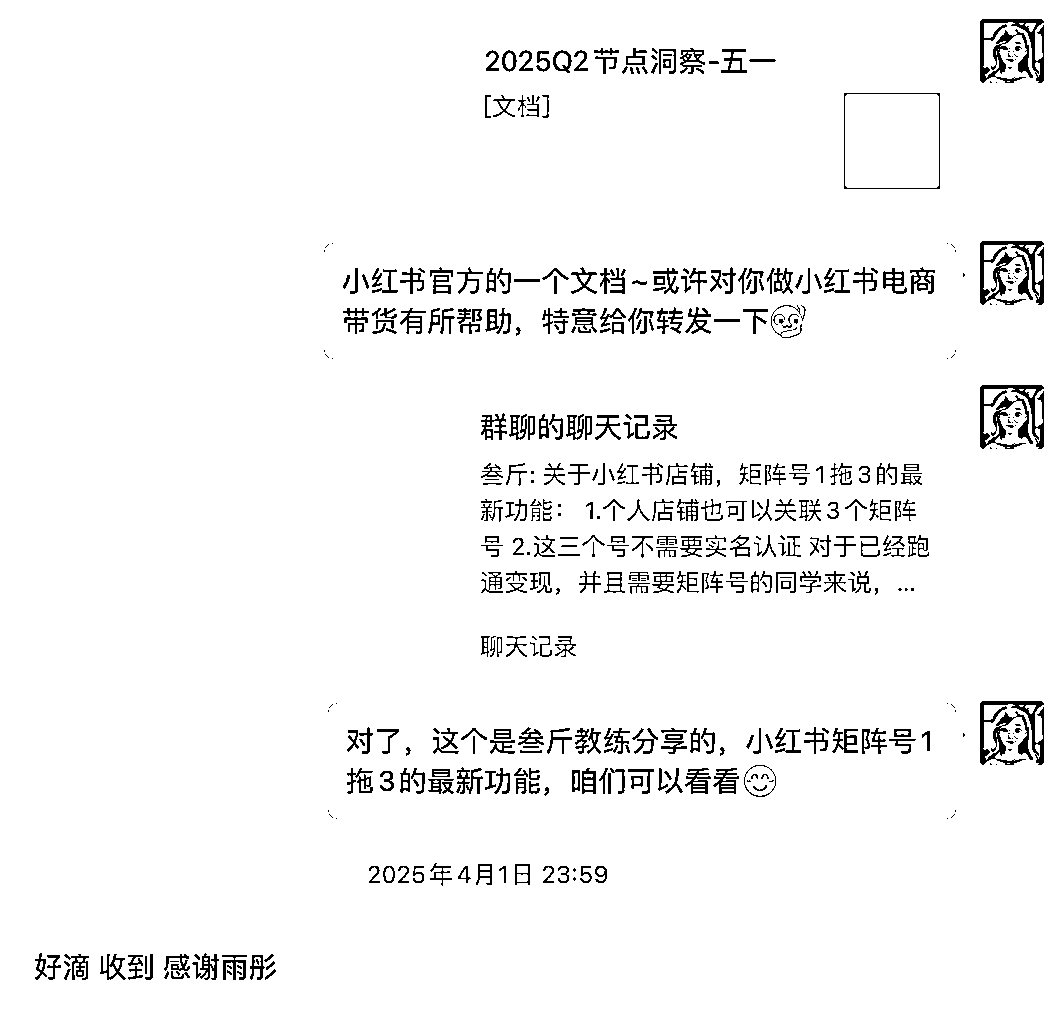 2025Q2节点洞察-五一
[文档]
小红书官方的一个文档~或许对你做小红书电商
带货有所帮助，特意给你转发一下
群聊的聊天记录
叁斤: 关于小红书店铺，矩阵号1拖3的最
新功能： 1.个人店铺也可以关联3个矩阵
号 2.这三个号不需要实名认证 对于已经跑
通变现，并且需要矩阵号的同学来说，...
聊天记录
对了，这个是叁斤教练分享的，小红书矩阵号1
拖3的最新功能，咱们可以看看😊
2025年4月1日 23:59
好滴 收到 感谢雨彤